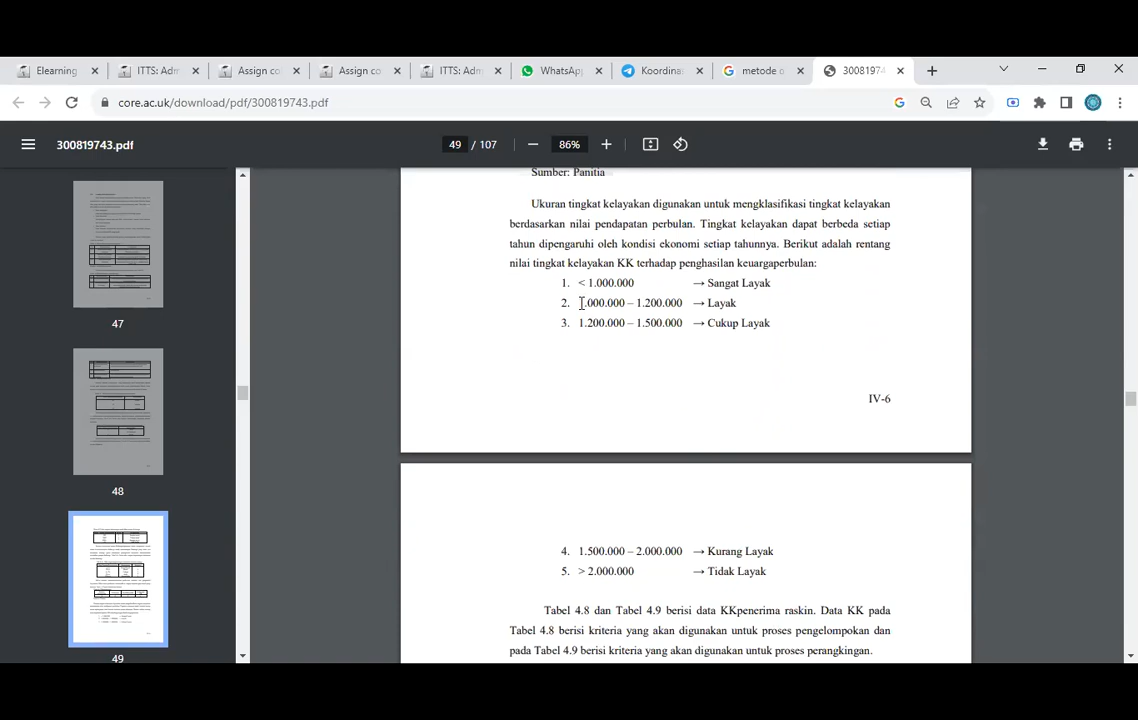 Elearning
ITTS: Adm
Assign co
Assign co
ITTS: Adm
WhatsApp
Koordina
metode o
30081974
core.ac.uk/download/pdf/300819743.pdf
300819743.pdf
49 / 107
86%
47
48
49
Sumber: Panitia
Ukuran tingkat kelayakan digunakan untuk mengklasifikasi tingkat kelayakan
berdasarkan nilai pendapatan perbulan. Tingkat kelayakan dapat berbeda setiap
tahun dipengaruhi oleh kondisi ekonomi setiap tahunnya. Berikut adalah rentang
nilai tingkat kelayakan KK terhadap penghasilan keuargaperbulan:
1. < 1.000.000 → Sangat Layak
2. .000.000 – 1.200.000 → Layak
3. 1.200.000 – 1.500.000 → Cukup Layak
IV-6
4. 1.500.000 – 2.000.000 → Kurang Layak
5. > 2.000.000 → Tidak Layak
Tabel 4.8 dan Tabel 4.9 berisi data KKpenerima raskin. Data KK pada
Tabel 4.8 berisi kriteria yang akan digunakan untuk proses pengelompokan dan
pada Tabel 4.9 berisi kriteria yang akan digunakan untuk proses perangkingan.